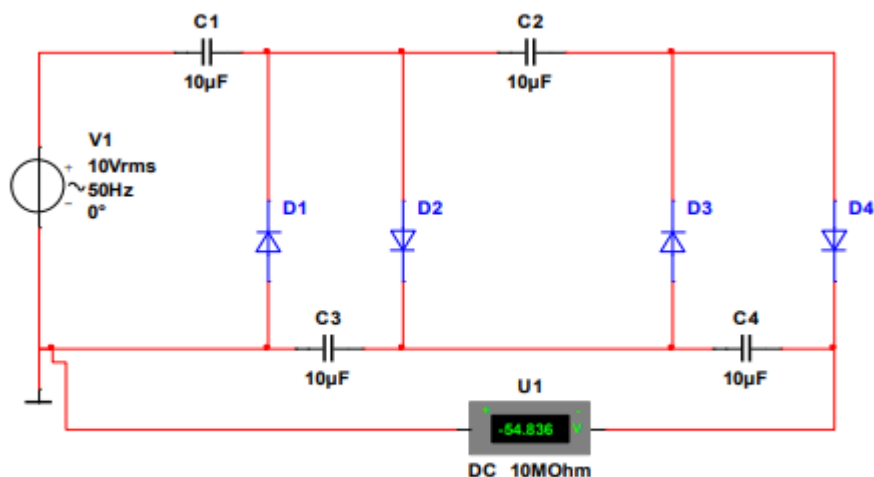 C1
10µF
C2
10µF
V1
10Vrms
50Hz
0°
D1
D2
D3
D4
C3
10µF
C4
10µF
U1
+ -
-54.836 V
DC 10MOhm